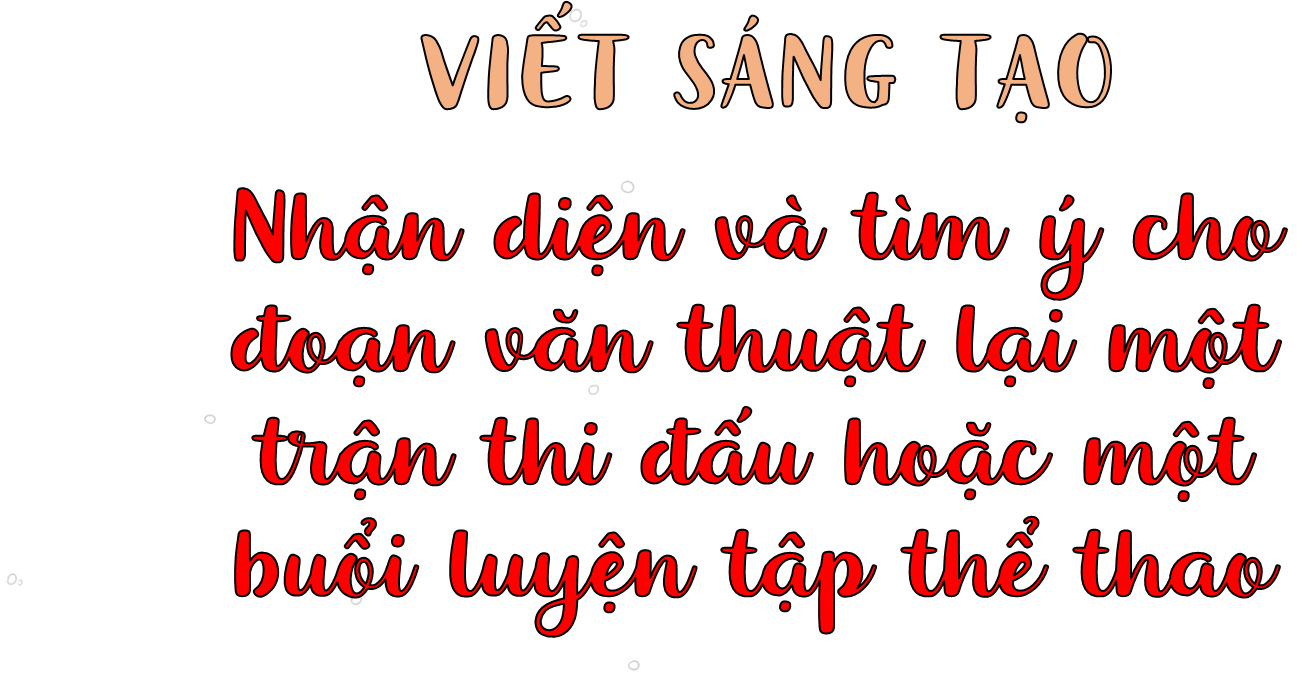 VIẾT SÁNG TẠO
Nhận diện và tìm ý cho
đoạn văn thuật lại một
trận thi đấu hoặc một
buổi luyện tập thể thao